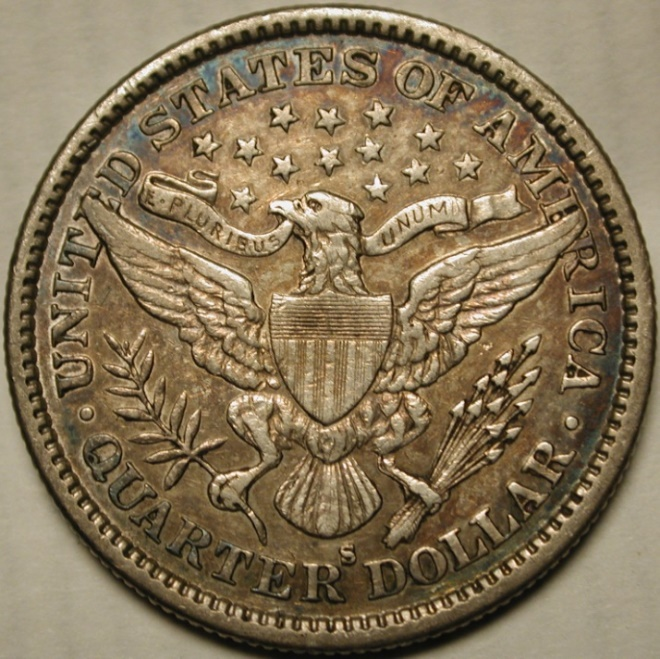 UNITED STATES OF AMERICA
E·PLURIBUS UNUM
S
· QUARTER DOLLAR ·